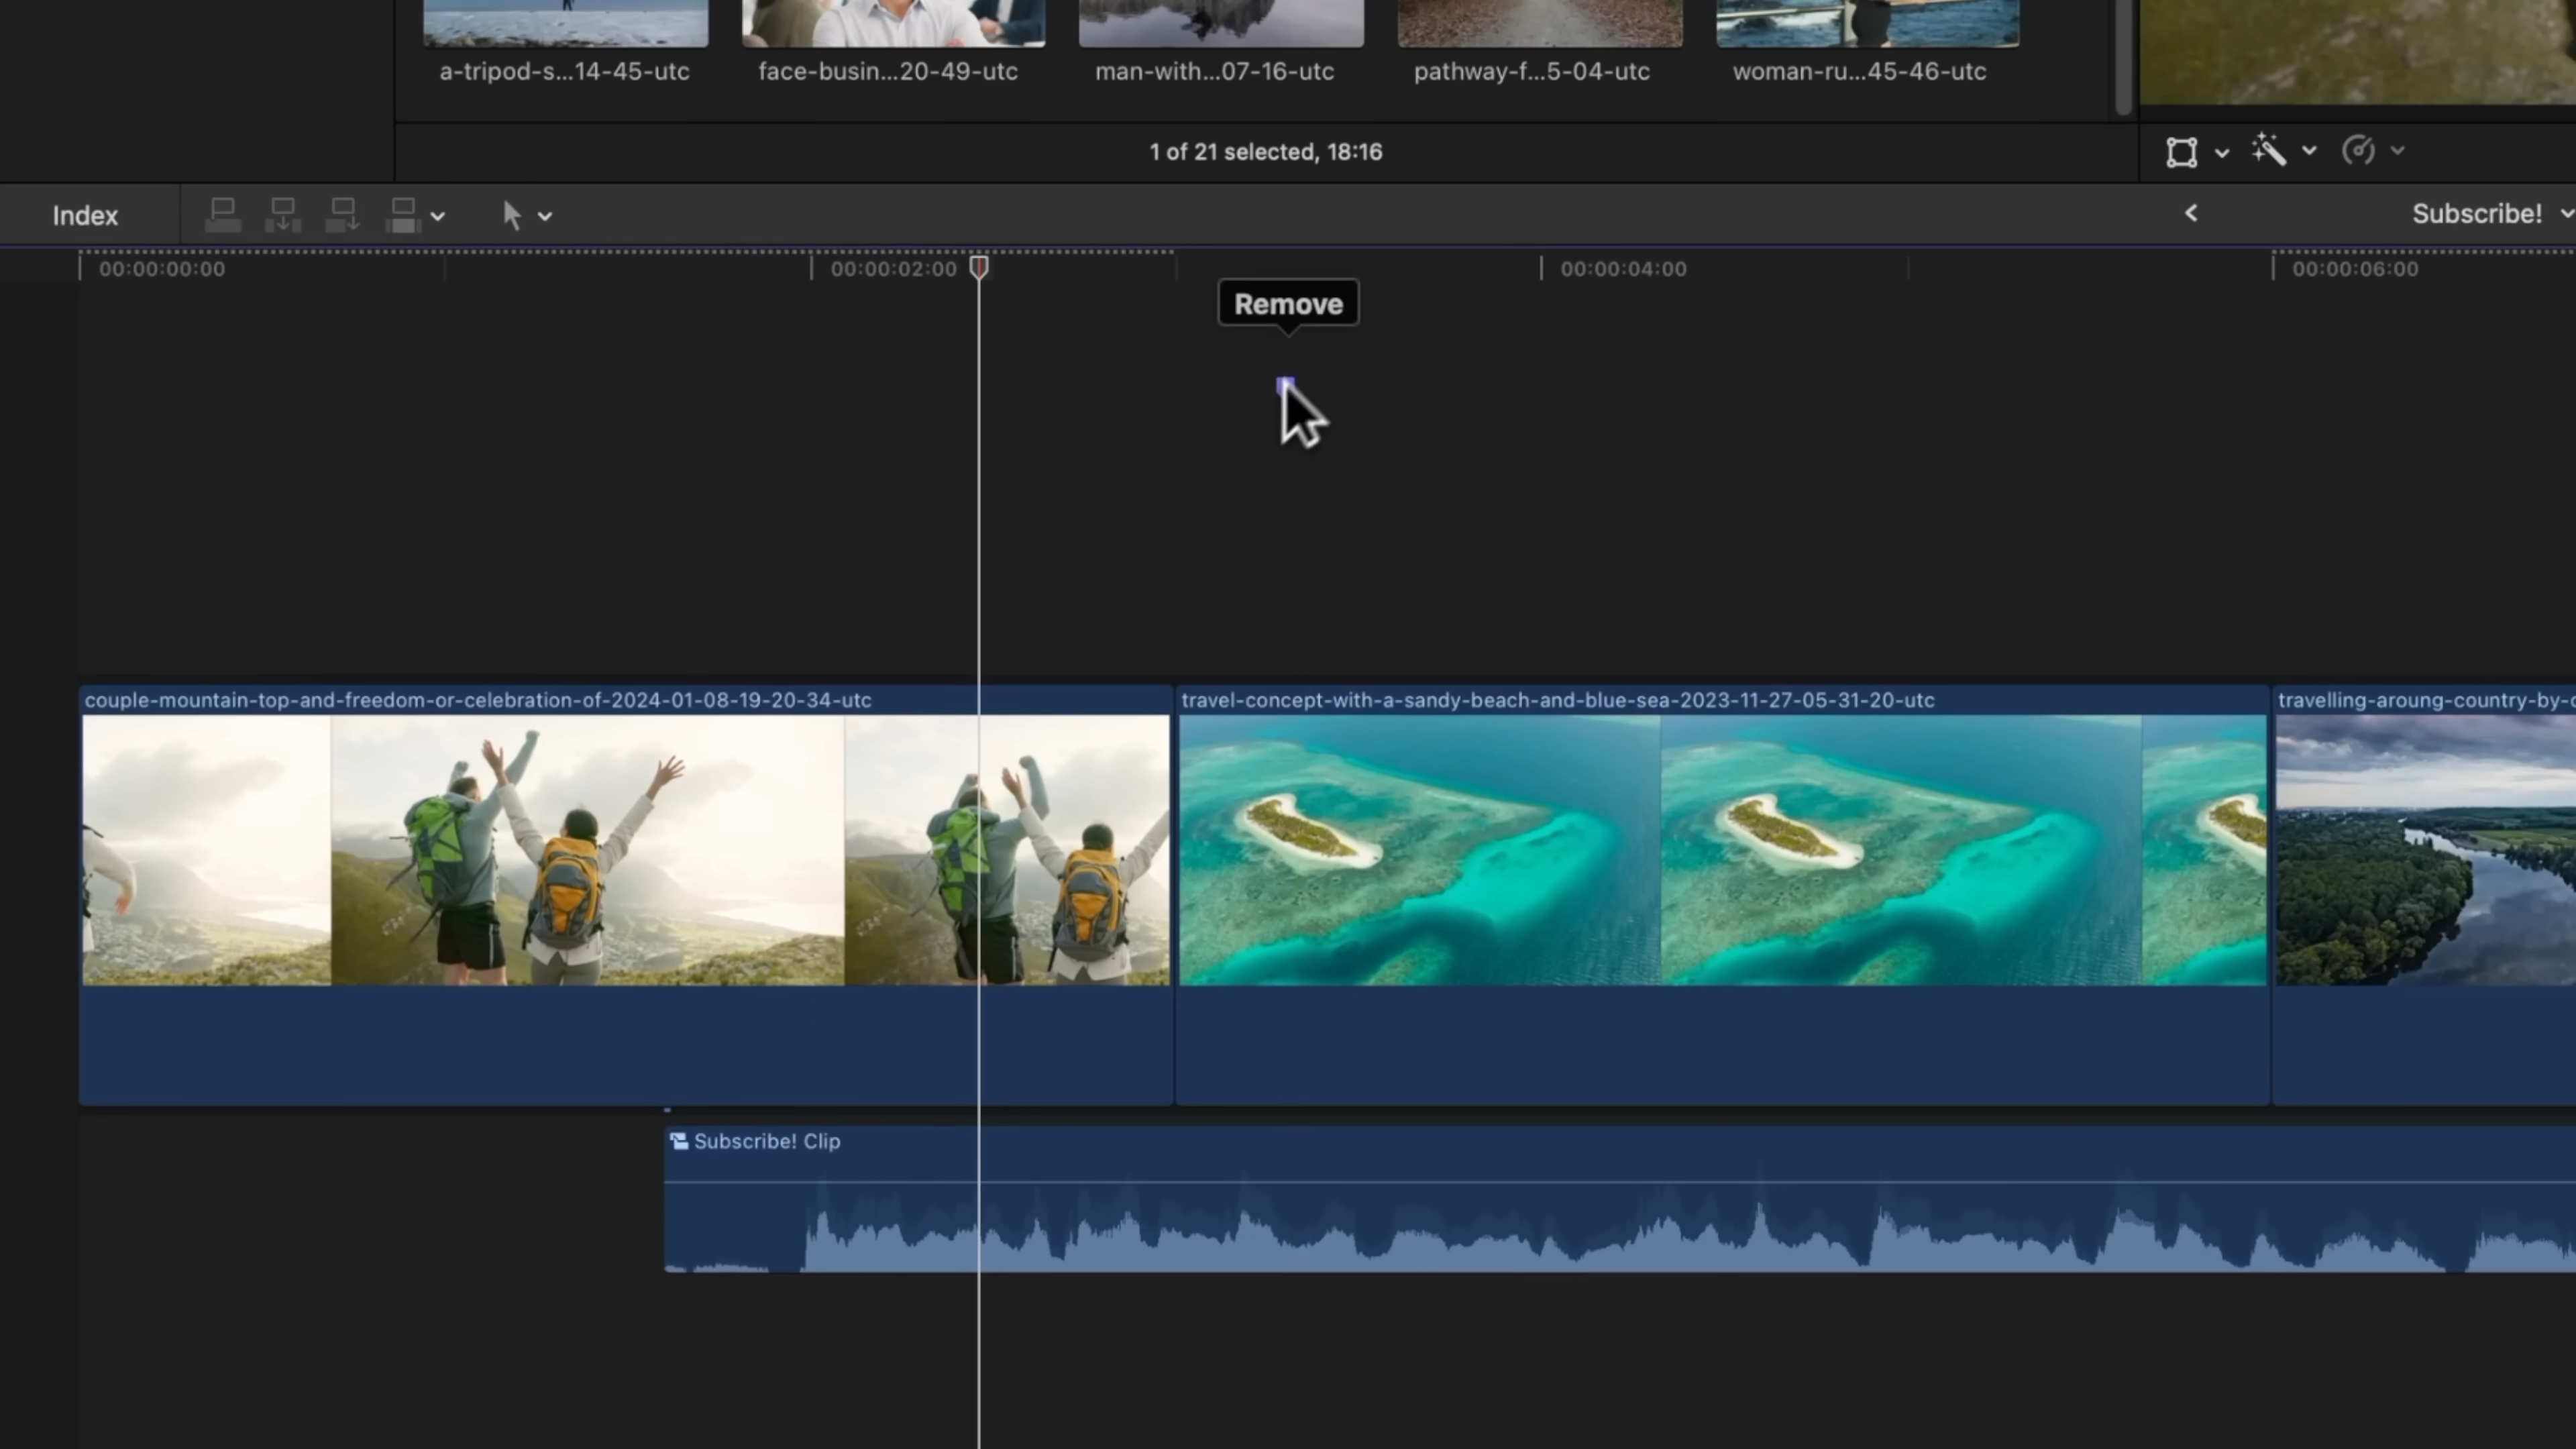 a-tripod-s...14-45-utc
face-busin...20-49-utc
man-with...07-16-utc
pathway-f...5-04-utc
woman-ru...45-46-utc
1 of 21 selected, 18:16
Index
Subscribe!
00:00:00:00
00:00:02:00
00:00:04:00
00:00:06:00
Remove
couple-mountain-top-and-freedom-or-celebration-of-2024-01-08-19-20-34-utc
travel-concept-with-a-sandy-beach-and-blue-sea-2023-11-27-05-31-20-utc
travelling-aroung-country-by-c
Subscribe! Clip